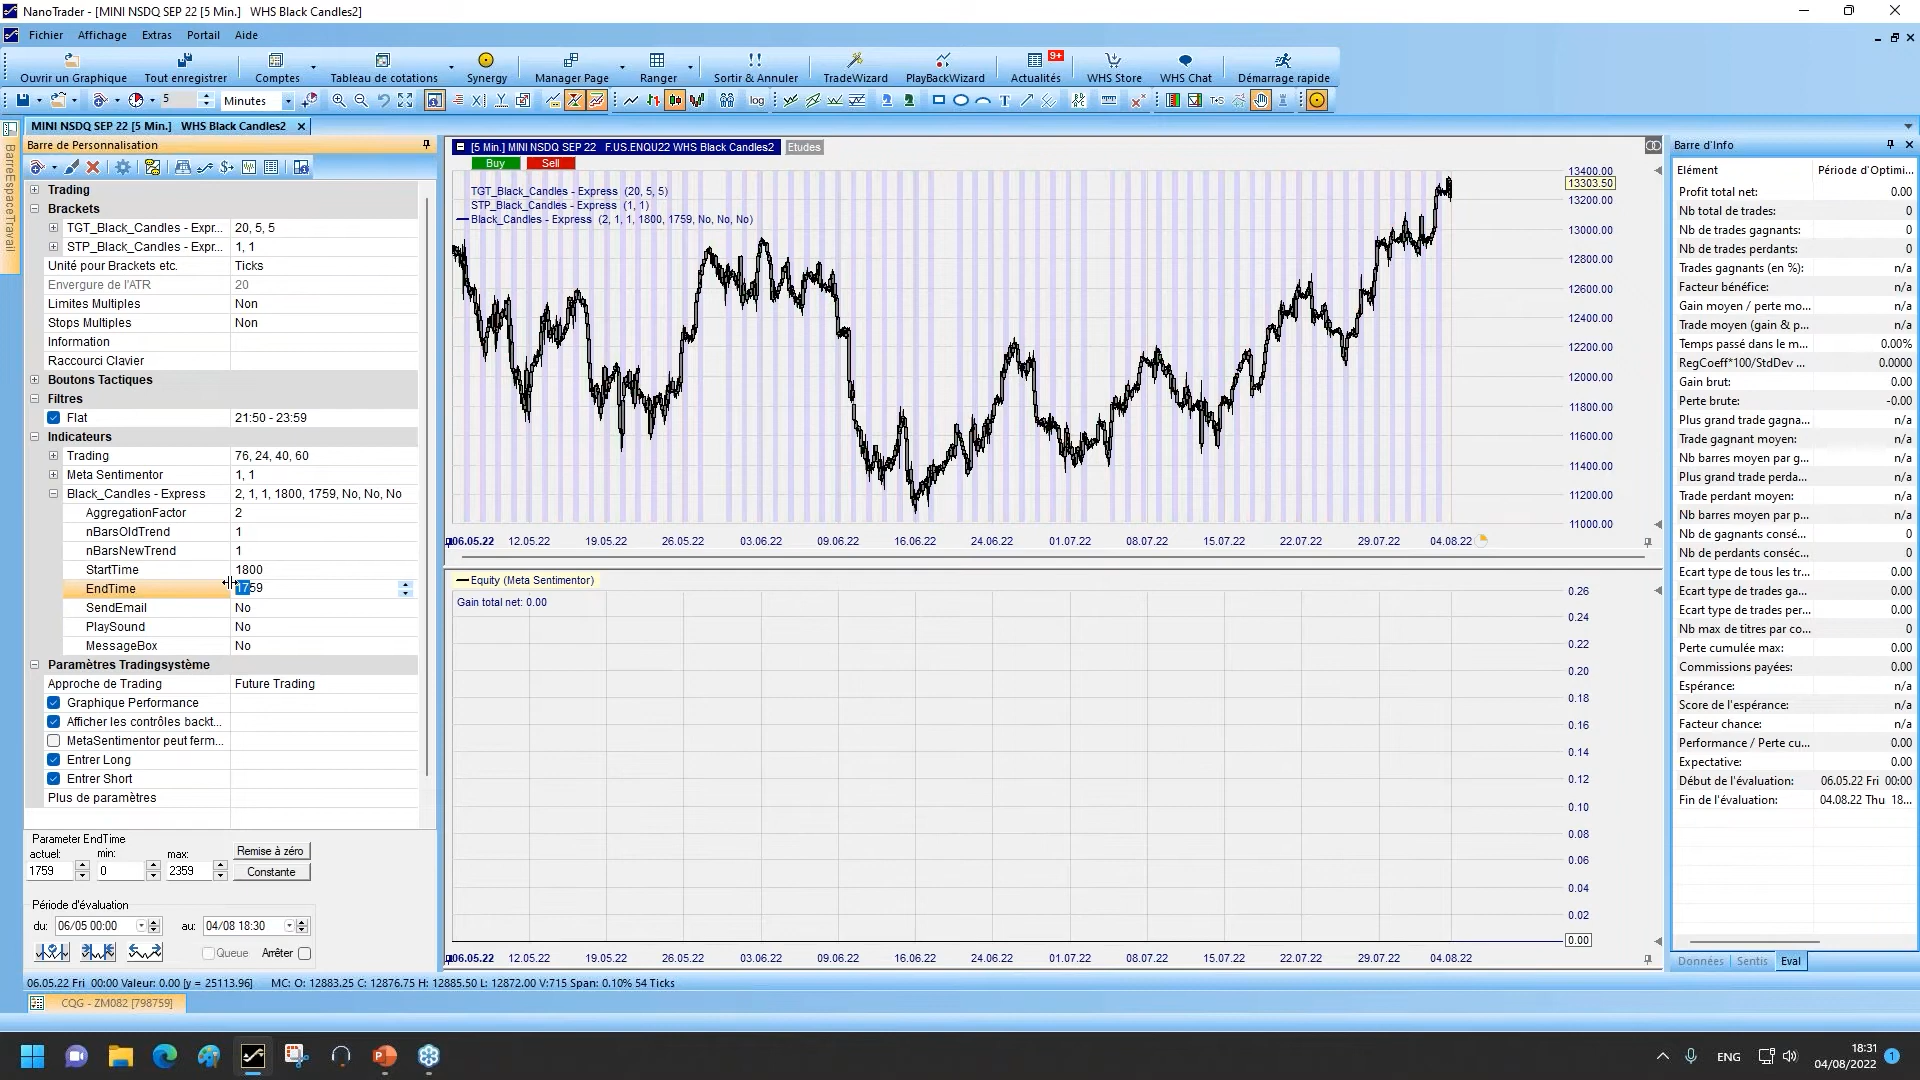 NanoTrader - [MINI NSDQ SEP 22 [5 Min.]   WHS Black Candles2]
Fichier Affichage Extras Portail Aide
Ouvrir un Graphique Tout enregistrer Comptes Tableau de cotations Synergy Manager Page Ranger Sortir & Annuler TradeWizard PlayBackWizard 9+ Actualités WHS Store WHS Chat Démarrage rapide
5 Minutes log T
MINI NSDQ SEP 22 [5 Min.]   WHS Black Candles2
BarreEspaceTravail
Barre de Personnalisation
Trading
Brackets
TGT_Black_Candles - Expr... 20, 5, 5
STP_Black_Candles - Expr... 1, 1
Unité pour Brackets etc. Ticks
Envergure de l'ATR 20
Limites Multiples Non
Stops Multiples Non
Information
Raccourci Clavier
Boutons Tactiques
Filtres
Flat 21:50 - 23:59
Indicateurs
Trading 76, 24, 40, 60
Meta Sentimentor 1, 1
Black_Candles - Express 2, 1, 1, 1800, 1759, No, No, No
AggregationFactor 2
nBarsOldTrend 1
nBarsNewTrend 1
StartTime 1800
EndTime 1759
SendEmail No
PlaySound No
MessageBox No
Paramètres Tradingsystème
Approche de Trading Future Trading
Graphique Performance
Afficher les contrôles backt...
MetaSentimentor peut ferm...
Entrer Long
Entrer Short
Plus de paramètres
Parameter EndTime
actuel: min: max: Remise à zéro
1759 0 2359 Constante
Période d'évaluation
du: 06/05 00:00 au: 04/08 18:30
Queue Arrêter
[5 Min.] MINI NSDQ SEP 22   F.US.ENQU22 WHS Black Candles2 Etudes
Buy Sell
TGT_Black_Candles - Express (20, 5, 5)
STP_Black_Candles - Express (1, 1)
Black_Candles - Express (2, 1, 1, 1800, 1759, No, No, No)
13400.00
13303.50
13200.00
13000.00
12800.00
12600.00
12400.00
12200.00
12000.00
11800.00
11600.00
11400.00
11200.00
11000.00
06.05.22 12.05.22 19.05.22 26.05.22 03.06.22 09.06.22 16.06.22 24.06.22 01.07.22 08.07.22 15.07.22 22.07.22 29.07.22 04.08.22
Equity (Meta Sentimentor)
Gain total net: 0.00
0.26
0.24
0.22
0.20
0.18
0.16
0.14
0.12
0.10
0.08
0.06
0.04
0.02
0.00
06.05.22 12.05.22 19.05.22 26.05.22 03.06.22 09.06.22 16.06.22 24.06.22 01.07.22 08.07.22 15.07.22 22.07.22 29.07.22 04.08.22
Barre d'Info
Elément Période d'Optimi...
Profit total net: 0.00
Nb total de trades: 0
Nb de trades gagnants: 0
Nb de trades perdants: 0
Trades gagnants (en %): n/a
Facteur bénéfice: n/a
Gain moyen / perte mo... n/a
Trade moyen (gain & p... n/a
Temps passé dans le m... 0.00%
RegCoeff*100/StdDev ... 0.0000
Gain brut: 0.00
Perte brute: -0.00
Plus grand trade gagna... n/a
Trade gagnant moyen: n/a
Nb barres moyen par g... n/a
Plus grand trade perda... n/a
Trade perdant moyen: n/a
Nb barres moyen par p... n/a
Nb de gagnants consé... n/a
Nb de perdants conséc... n/a
Ecart type de tous les tr... 0.00
Ecart type de trades ga... 0.00
Ecart type de trades per... 0.00
Nb max de titres par co... 0
Perte cumulée max: 0.00
Commissions payées: 0.00
Espérance: n/a
Score de l'espérance: n/a
Facteur chance: n/a
Performance / Perte cu... 0.00
Expectative: 0.00
Début de l'évaluation: 06.05.22 Fri 00:00
Fin de l'évaluation: 04.08.22 Thu 18...
Données Sentis Eval
06.05.22 Fri 00:00 Valeur: 0.00 [y = 25113.96] MC: O: 12883.25 C: 12876.75 H: 12885.50 L: 12872.00 V:715 Span: 0.10% 54 Ticks
CQG - ZM082 [798759]
ENG 18:31 1
04/08/2022